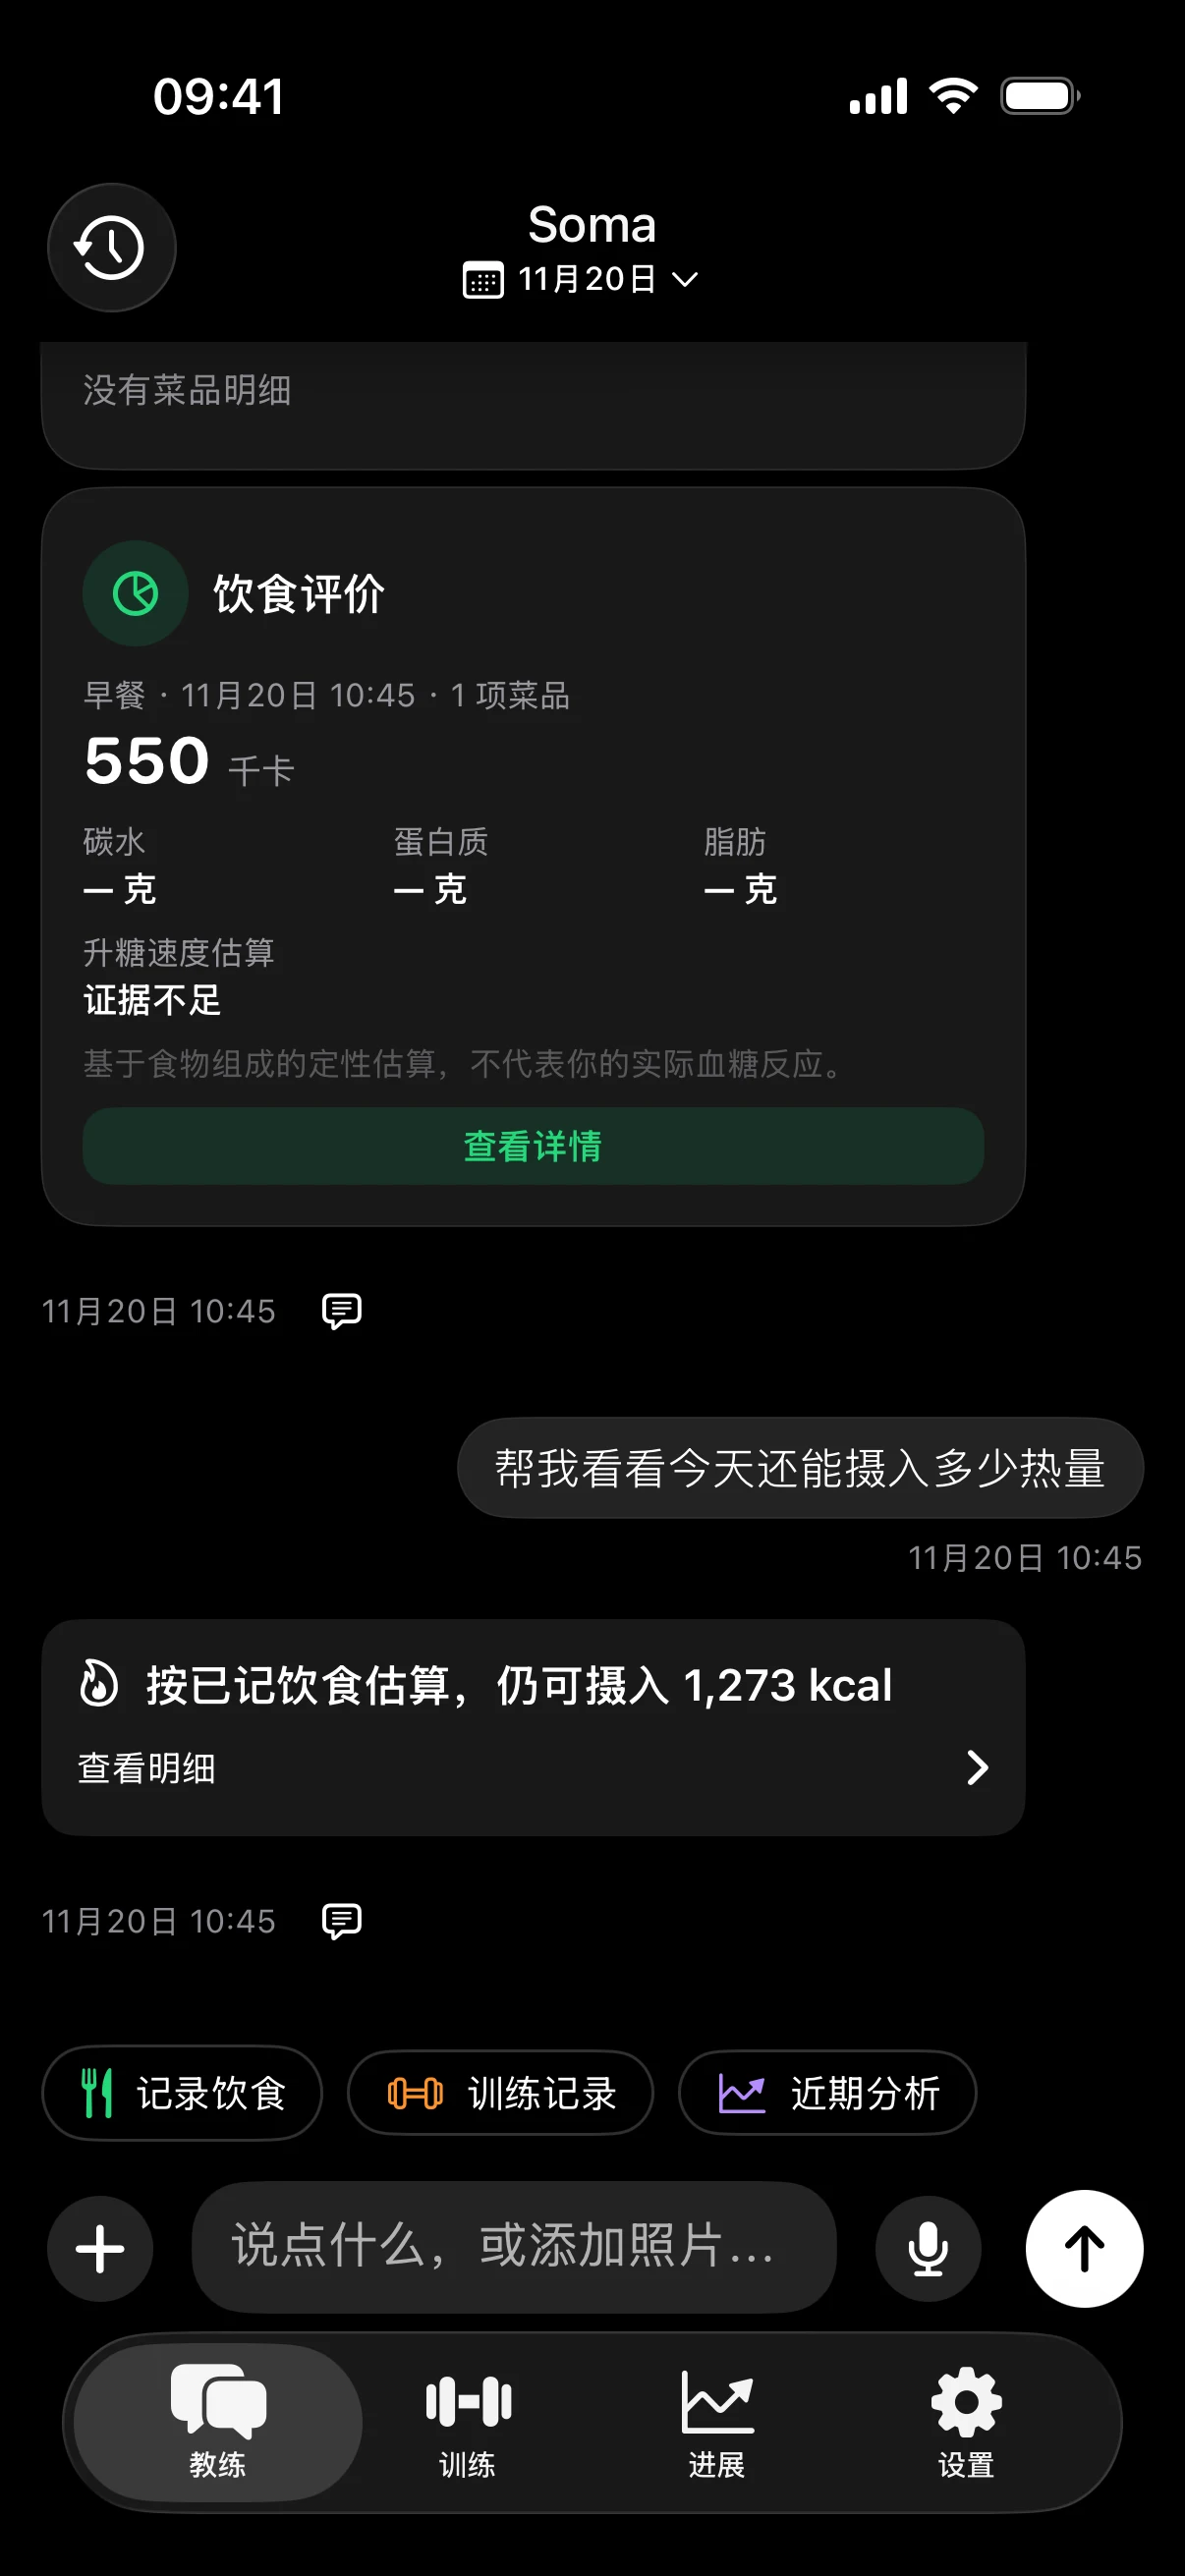 09:41
Soma
11月20日
没有菜品明细
饮食评价
早餐 · 11月20日 10:45 · 1 项菜品
550 千卡
碳水 蛋白质 脂肪
— 克 — 克 — 克
升糖速度估算
证据不足
基于食物组成的定性估算，不代表你的实际血糖反应。
查看详情
11月20日 10:45
帮我看看今天还能摄入多少热量
11月20日 10:45
按已记饮食估算，仍可摄入 1,273 kcal
查看明细
11月20日 10:45
记录饮食 训练记录 近期分析
说点什么，或添加照片...
教练 训练 进展 设置